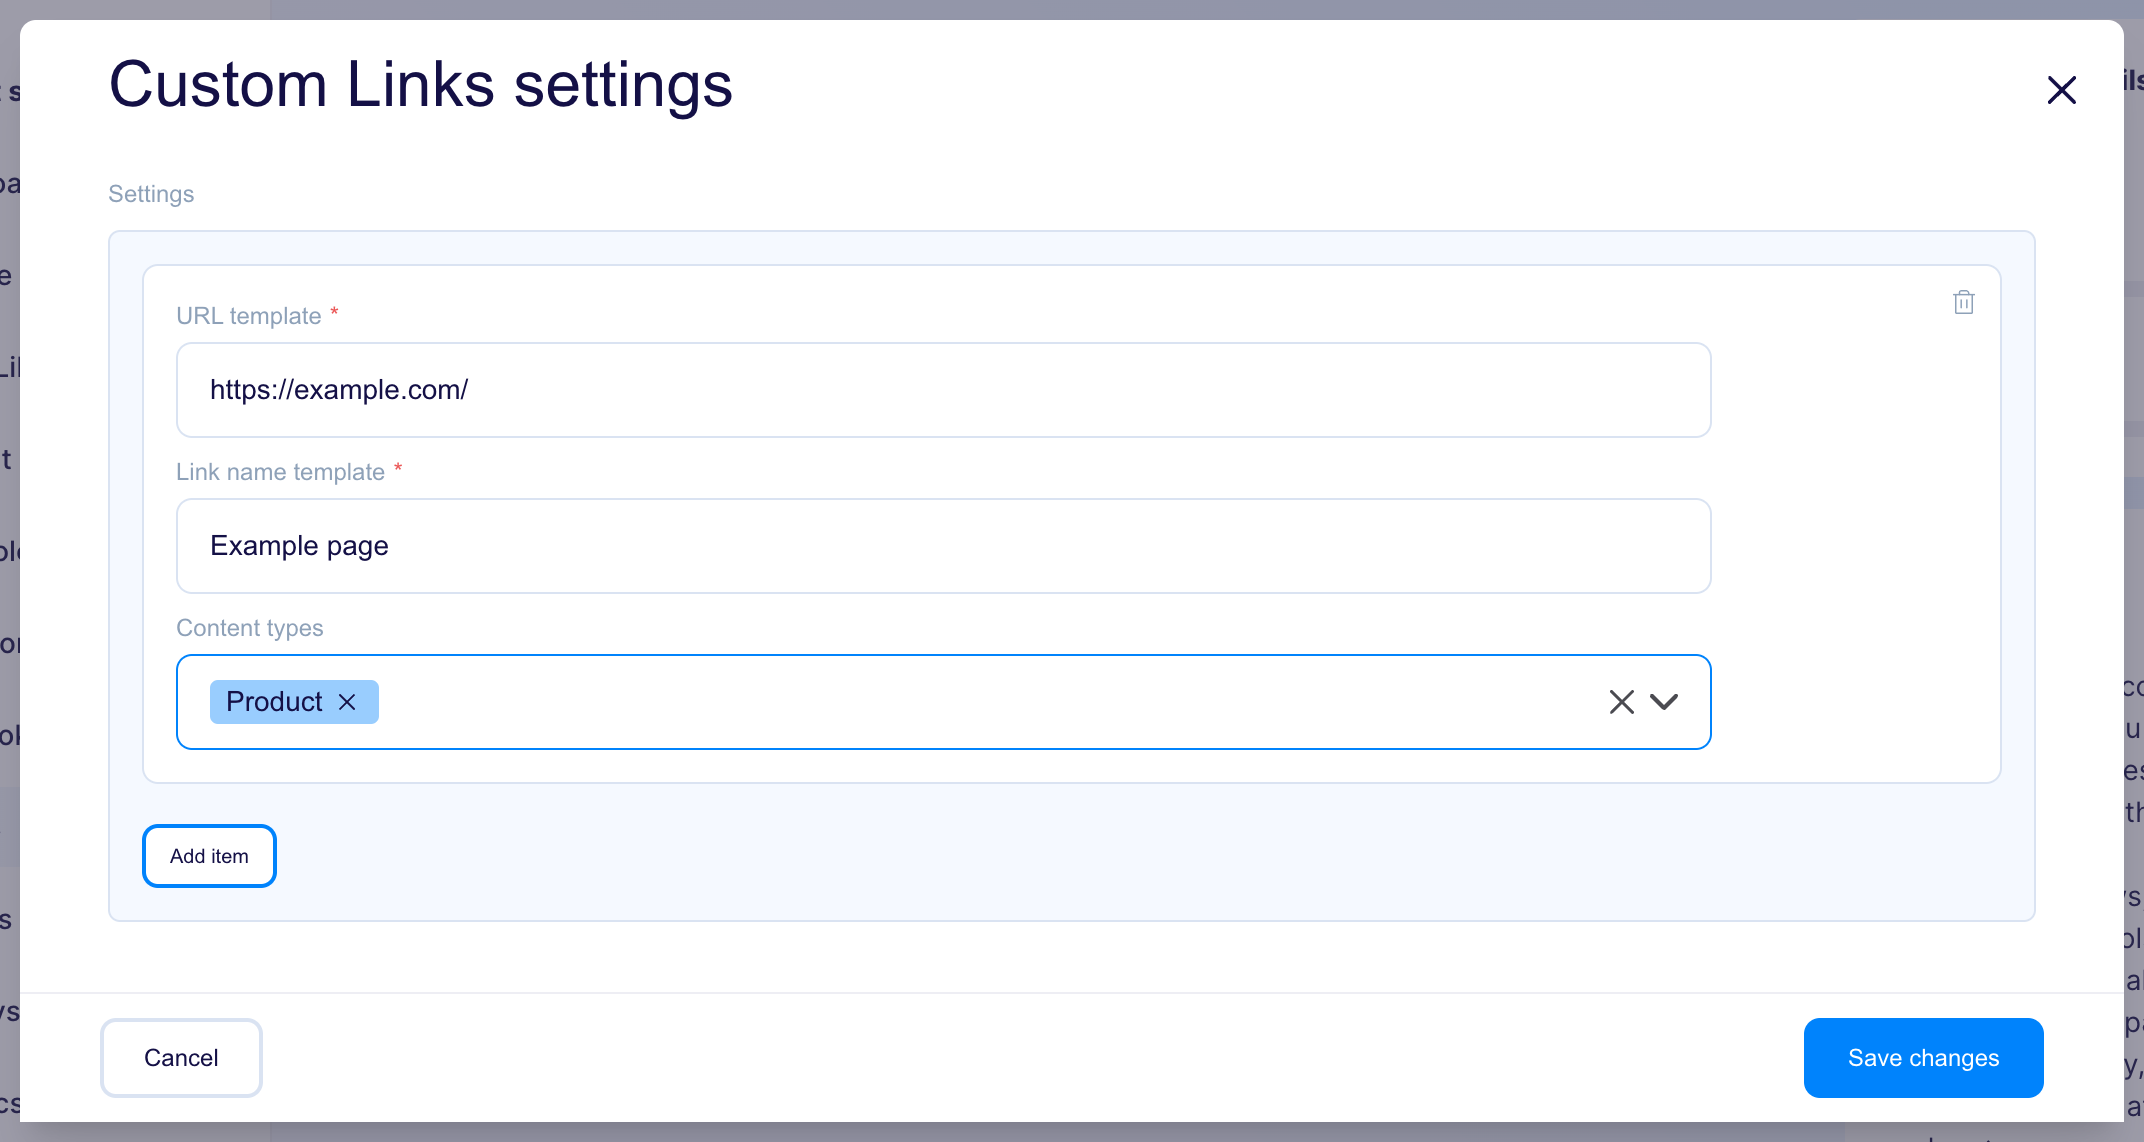 Custom Links settings
Settings
URL template *
https://example.com/
Link name template *
Example page
Content types
Product
Add item
Cancel
Save changes